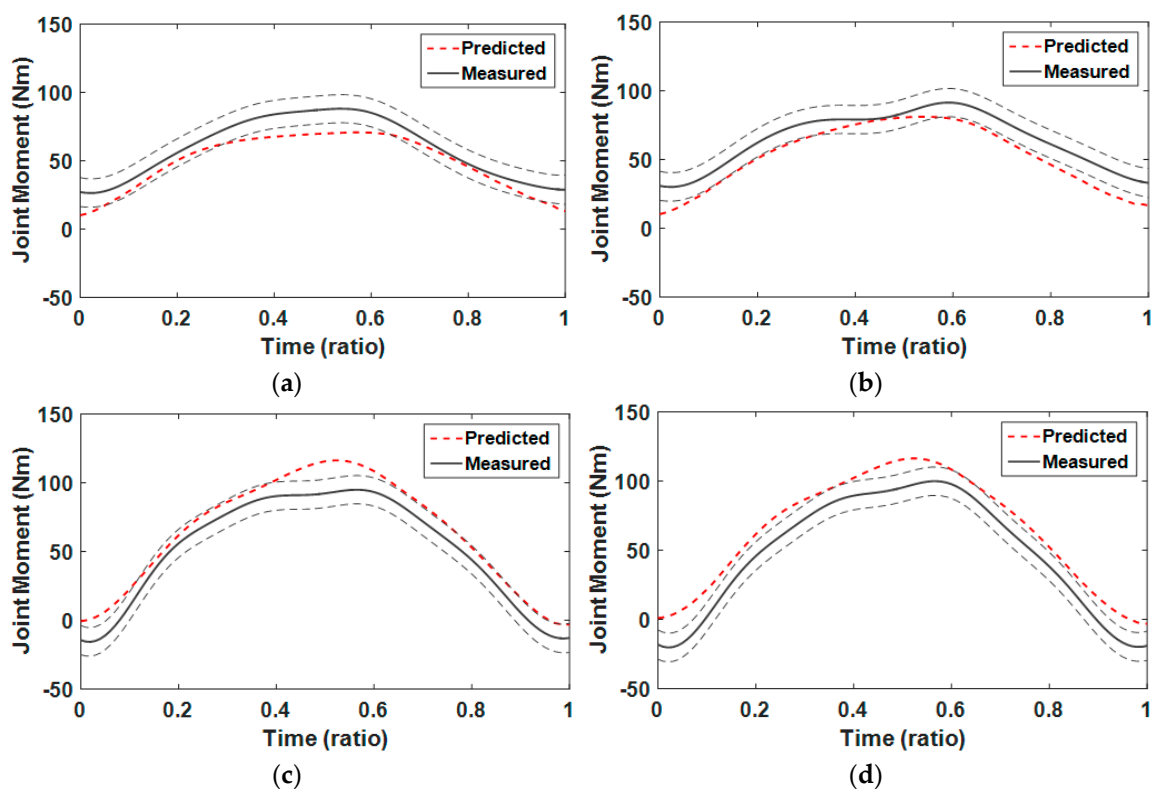 150
100
50
0
-50
Joint Moment (Nm)
Predicted
Measured
0 0.2 0.4 0.6 0.8 1
Time (ratio)
(a)
150
100
50
0
-50
Joint Moment (Nm)
Predicted
Measured
0 0.2 0.4 0.6 0.8 1
Time (ratio)
(b)
150
100
50
0
-50
Joint Moment (Nm)
Predicted
Measured
0 0.2 0.4 0.6 0.8 1
Time (ratio)
(c)
150
100
50
0
-50
Joint Moment (Nm)
Predicted
Measured
0 0.2 0.4 0.6 0.8 1
Time (ratio)
(d)